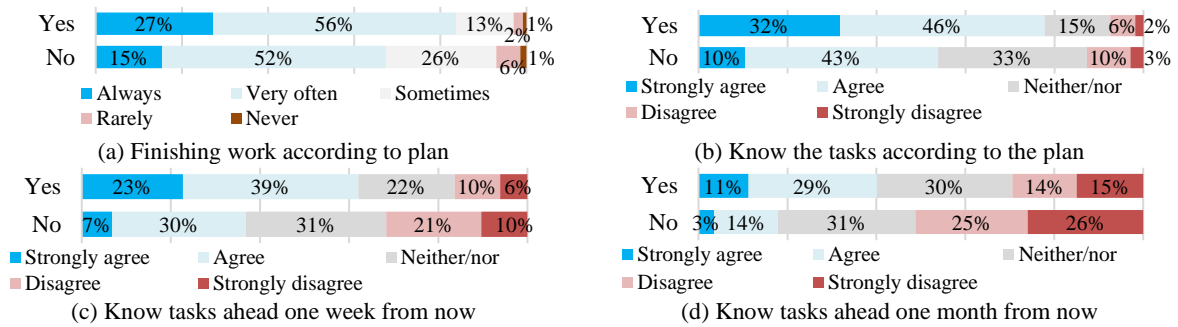 Yes 27% 56% 13% 2% 1%
No 15% 52% 26% 6% 1%
Always Very often Sometimes
Rarely Never
(a) Finishing work according to plan
Yes 32% 46% 15% 6% 2%
No 10% 43% 33% 10% 3%
Strongly agree Agree Neither/nor
Disagree Strongly disagree
(b) Know the tasks according to the plan
Yes 23% 39% 22% 10% 6%
No 7% 30% 31% 21% 10%
Strongly agree Agree Neither/nor
Disagree Strongly disagree
(c) Know tasks ahead one week from now
Yes 11% 29% 30% 14% 15%
No 3% 14% 31% 25% 26%
Strongly agree Agree Neither/nor
Disagree Strongly disagree
(d) Know tasks ahead one month from now